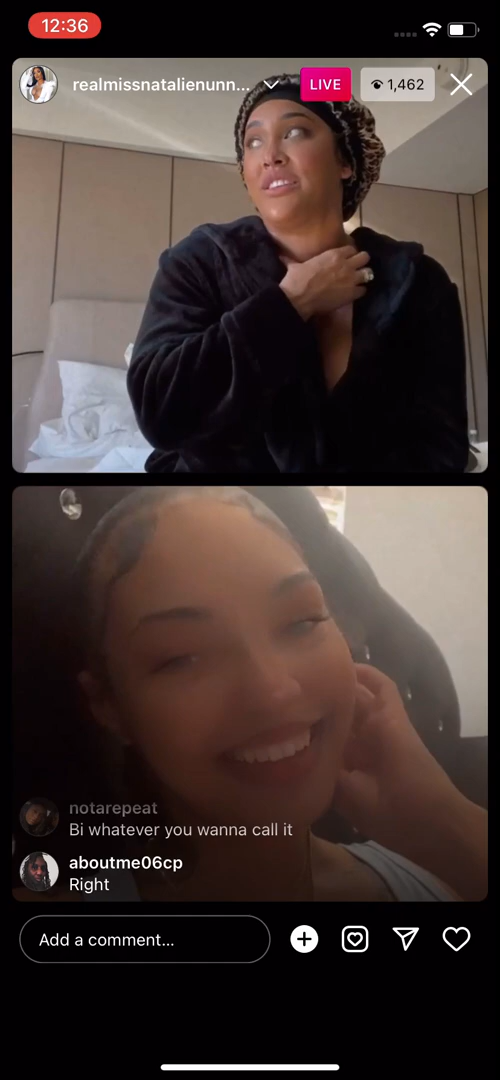 12:36
realmissnatalienunn...
LIVE
1,462
notarepeat
Bi whatever you wanna call it
aboutme06cp
Right
Add a comment...